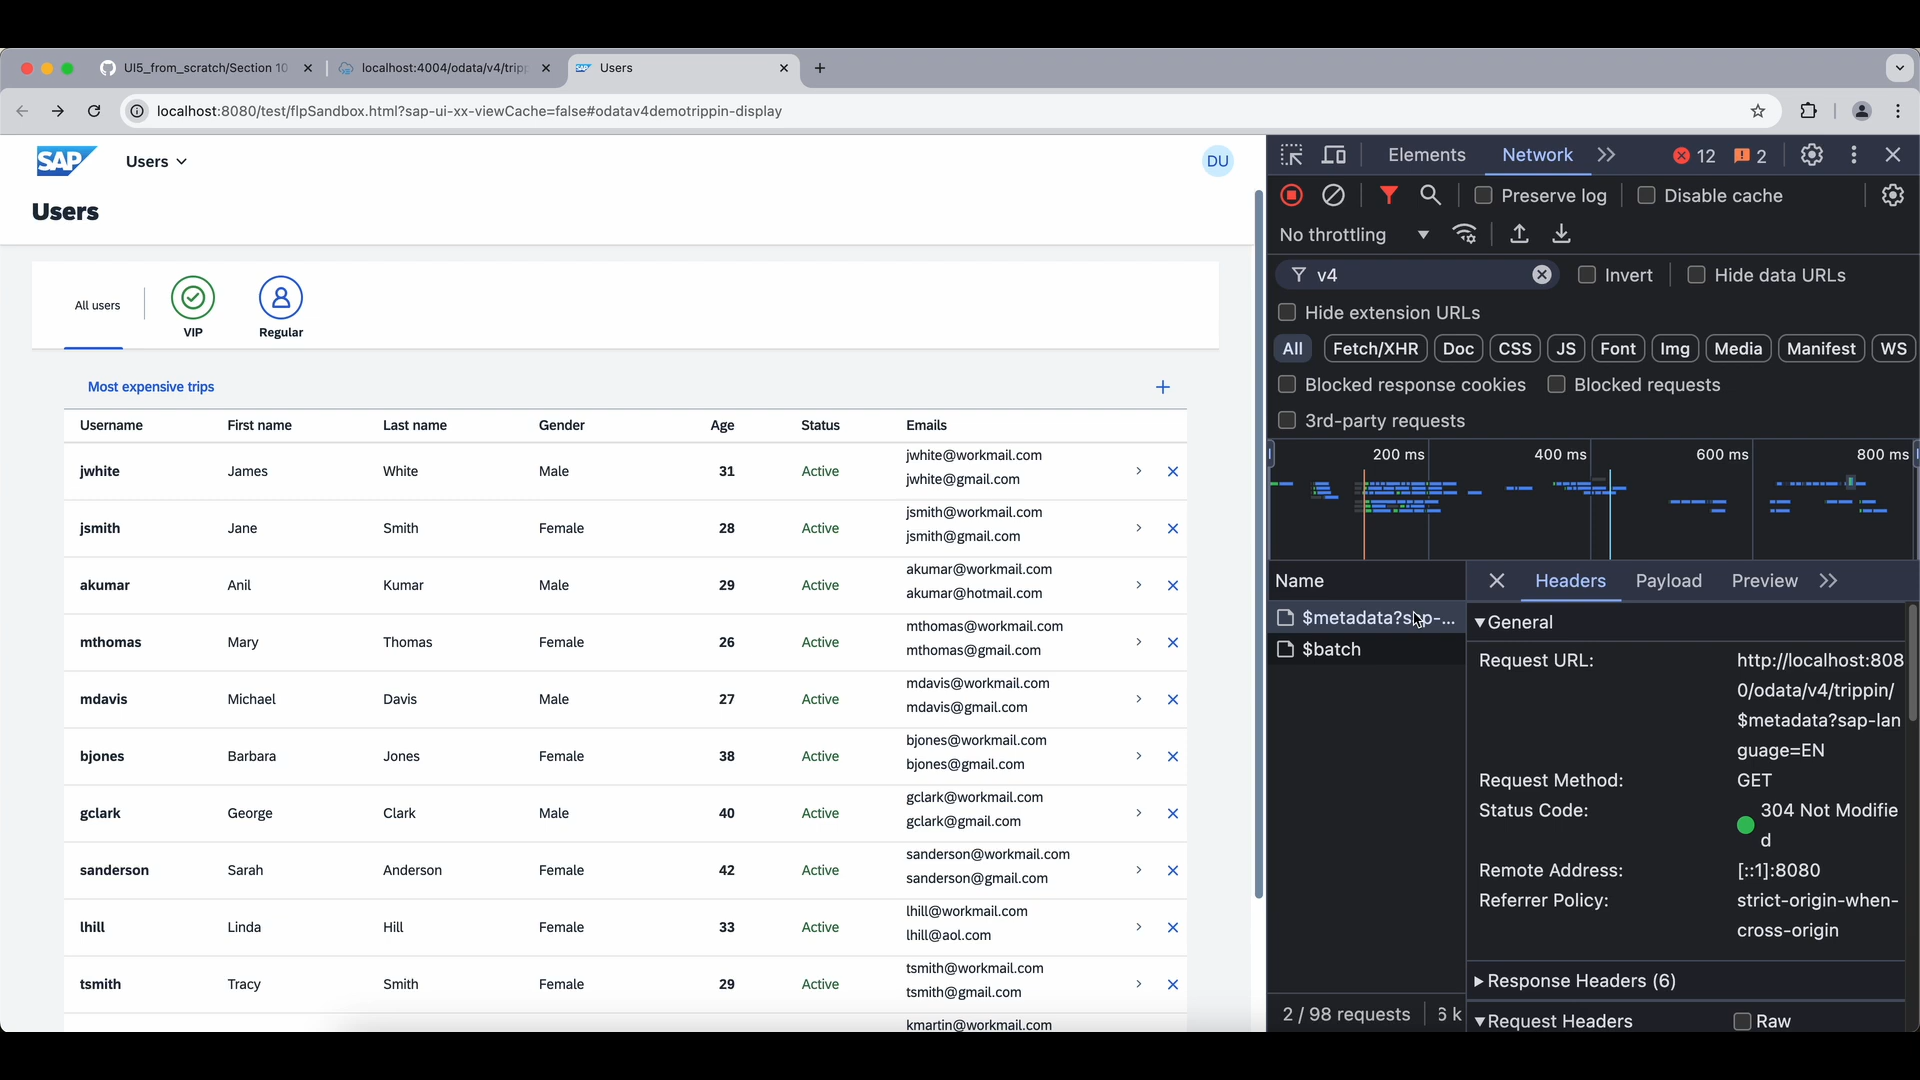 UI5_from_scratch/Section 10
localhost:4004/odata/v4/tripp
Users
localhost:8080/test/flpSandbox.html?sap-ui-xx-viewCache=false#odatav4demotrippin-display
SAP
Users
DU
Users
All users
VIP
Regular
Most expensive trips
Username First name Last name Gender Age Status Emails
jwhite James White Male 31 Active jwhite@workmail.com
jwhite@gmail.com
jsmith Jane Smith Female 28 Active jsmith@workmail.com
jsmith@gmail.com
akumar Anil Kumar Male 29 Active akumar@workmail.com
akumar@hotmail.com
mthomas Mary Thomas Female 26 Active mthomas@workmail.com
mthomas@gmail.com
mdavis Michael Davis Male 27 Active mdavis@workmail.com
mdavis@gmail.com
bjones Barbara Jones Female 38 Active bjones@workmail.com
bjones@gmail.com
gclark George Clark Male 40 Active gclark@workmail.com
gclark@gmail.com
sanderson Sarah Anderson Female 42 Active sanderson@workmail.com
sanderson@gmail.com
lhill Linda Hill Female 33 Active lhill@workmail.com
lhill@aol.com
tsmith Tracy Smith Female 29 Active tsmith@workmail.com
tsmith@gmail.com
kmartin@workmail.com
Elements Network 12 2
Preserve log Disable cache
No throttling
v4 Invert Hide data URLs
Hide extension URLs
All Fetch/XHR Doc CSS JS Font Img Media Manifest WS
Blocked response cookies Blocked requests
3rd-party requests
200 ms 400 ms 600 ms 800 ms
Name
$metadata?sap-...
$batch
2 / 98 requests 6 k
Headers Payload Preview
General
Request URL: http://localhost:808
0/odata/v4/trippin/
$metadata?sap-lan
guage=EN
Request Method: GET
Status Code: 304 Not Modifie
d
Remote Address: [::1]:8080
Referrer Policy: strict-origin-when-
cross-origin
Response Headers (6)
Request Headers Raw